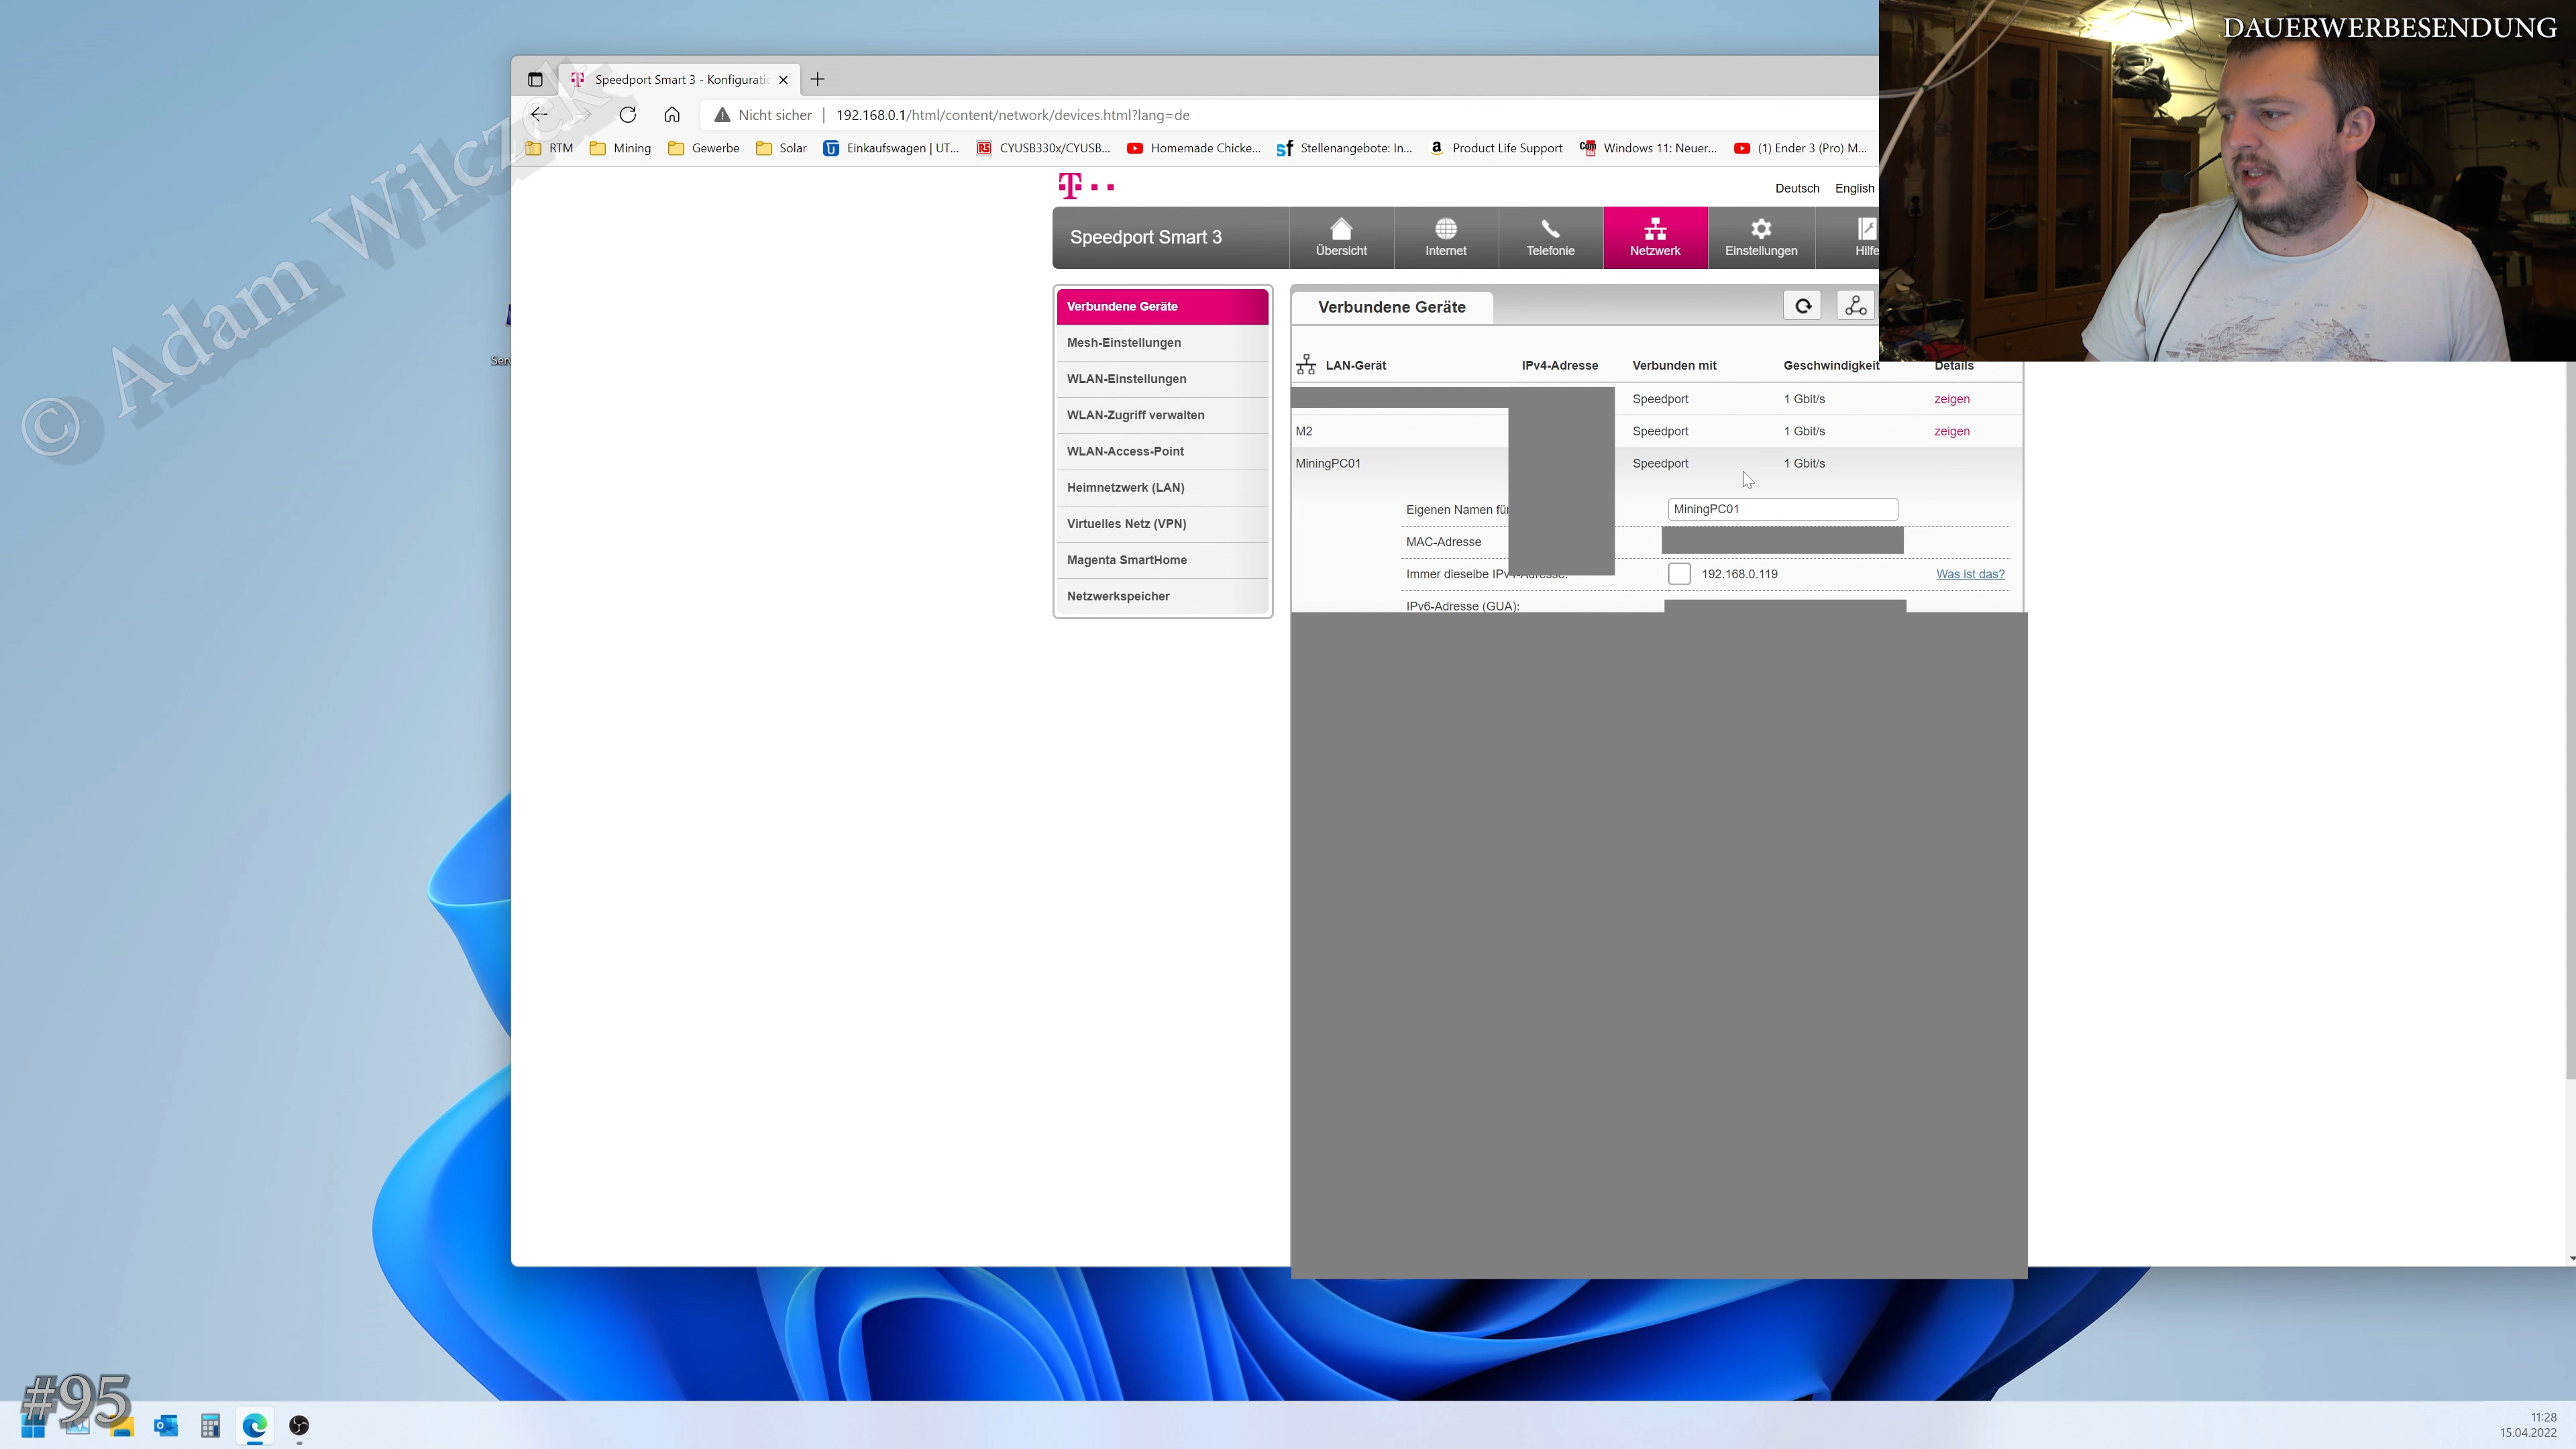 DAUERWERBESENDUNG
Speedport Smart 3 - Konfiguratio
Nicht sicher | 192.168.0.1/html/content/network/devices.html?lang=de
RTM Mining Gewerbe Solar Einkaufswagen | UT... CYUSB330x/CYUSB... Homemade Chicke... Stellenangebote: In... Product Life Support Windows 11: Neuer... (1) Ender 3 (Pro) M...
© Adam Wilczek
Deutsch English
Speedport Smart 3
Übersicht Internet Telefonie Netzwerk Einstellungen Hilfe
Verbundene Geräte
Mesh-Einstellungen
WLAN-Einstellungen
WLAN-Zugriff verwalten
WLAN-Access-Point
Heimnetzwerk (LAN)
Virtuelles Netz (VPN)
Magenta SmartHome
Netzwerkspeicher
Verbundene Geräte
LAN-Gerät IPv4-Adresse Verbunden mit Geschwindigkeit Details
Speedport 1 Gbit/s zeigen
M2 Speedport 1 Gbit/s zeigen
MiningPC01 Speedport 1 Gbit/s
Eigenen Namen für MiningPC01
MAC-Adresse
Immer dieselbe IPv4-Adresse: 192.168.0.119 Was ist das?
IPv6-Adresse (GUA):
#95
11:28
15.04.2022